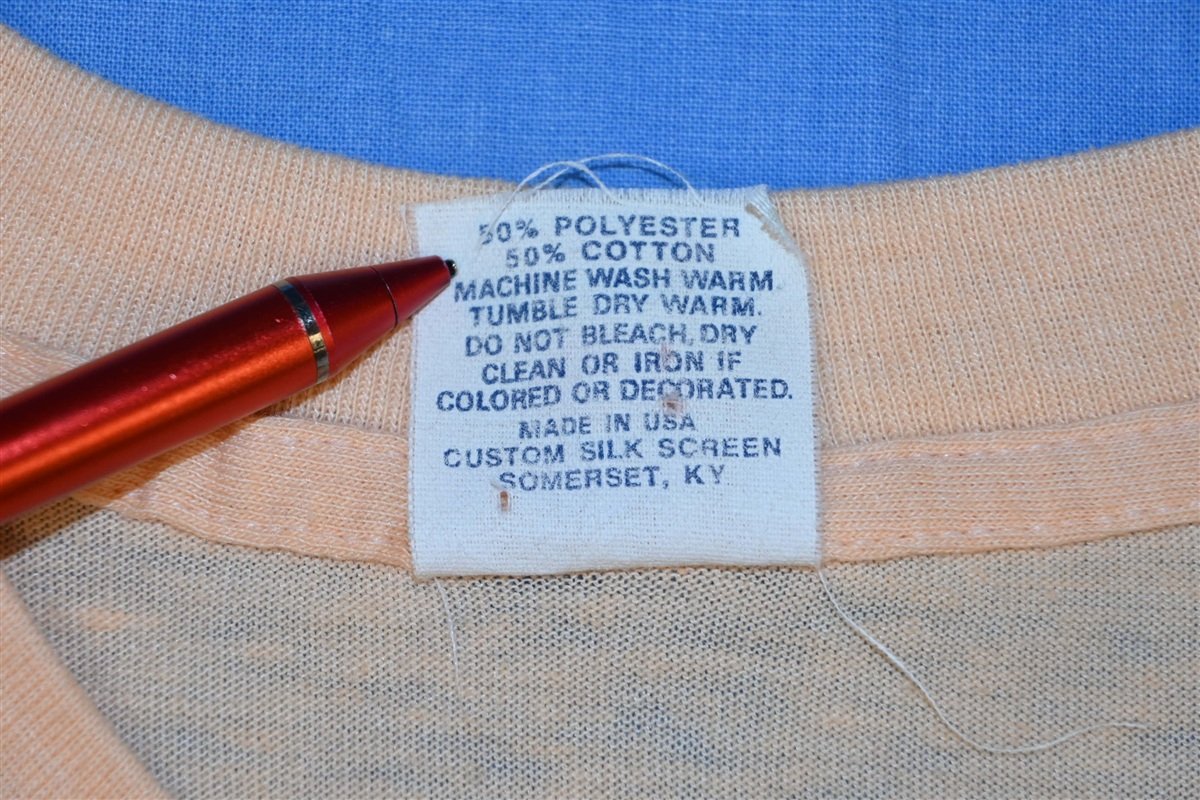 50% POLYESTER
50% COTTON
MACHINE WASH WARM.
TUMBLE DRY WARM.
DO NOT BLEACH, DRY
CLEAN OR IRON IF
COLORED OR DECORATED.
MADE IN USA
CUSTOM SILK SCREEN
SOMERSET, KY